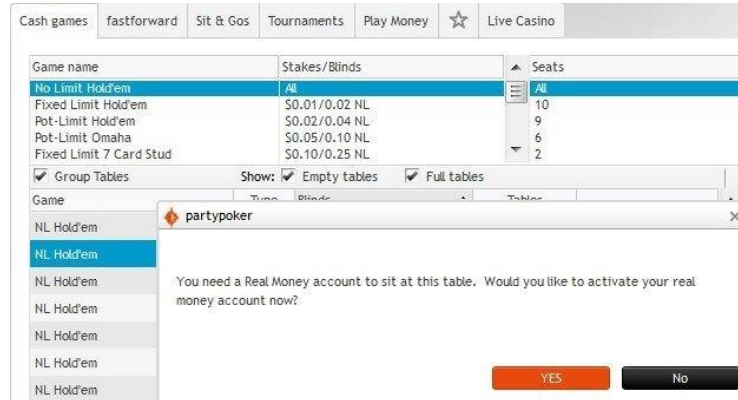 Cash games fastforward Sit & Gos Tournaments Play Money Live Casino
Game name Stakes/Blinds Seats
No Limit Hold'em All All
Fixed Limit Hold'em $0.01/0.02 NL 10
Pot-Limit Hold'em $0.02/0.04 NL 9
Pot-Limit Omaha $0.05/0.10 NL 6
Fixed Limit 7 Card Stud $0.10/0.25 NL 2
Group Tables Show: Empty tables Full tables
Game Type Blinds Tables
partypoker
NL Hold'em
NL Hold'em
NL Hold'em
You need a Real Money account to sit at this table. Would you like to activate your real
money account now?
NL Hold'em
NL Hold'em
NL Hold'em
YES No
NL Hold'em